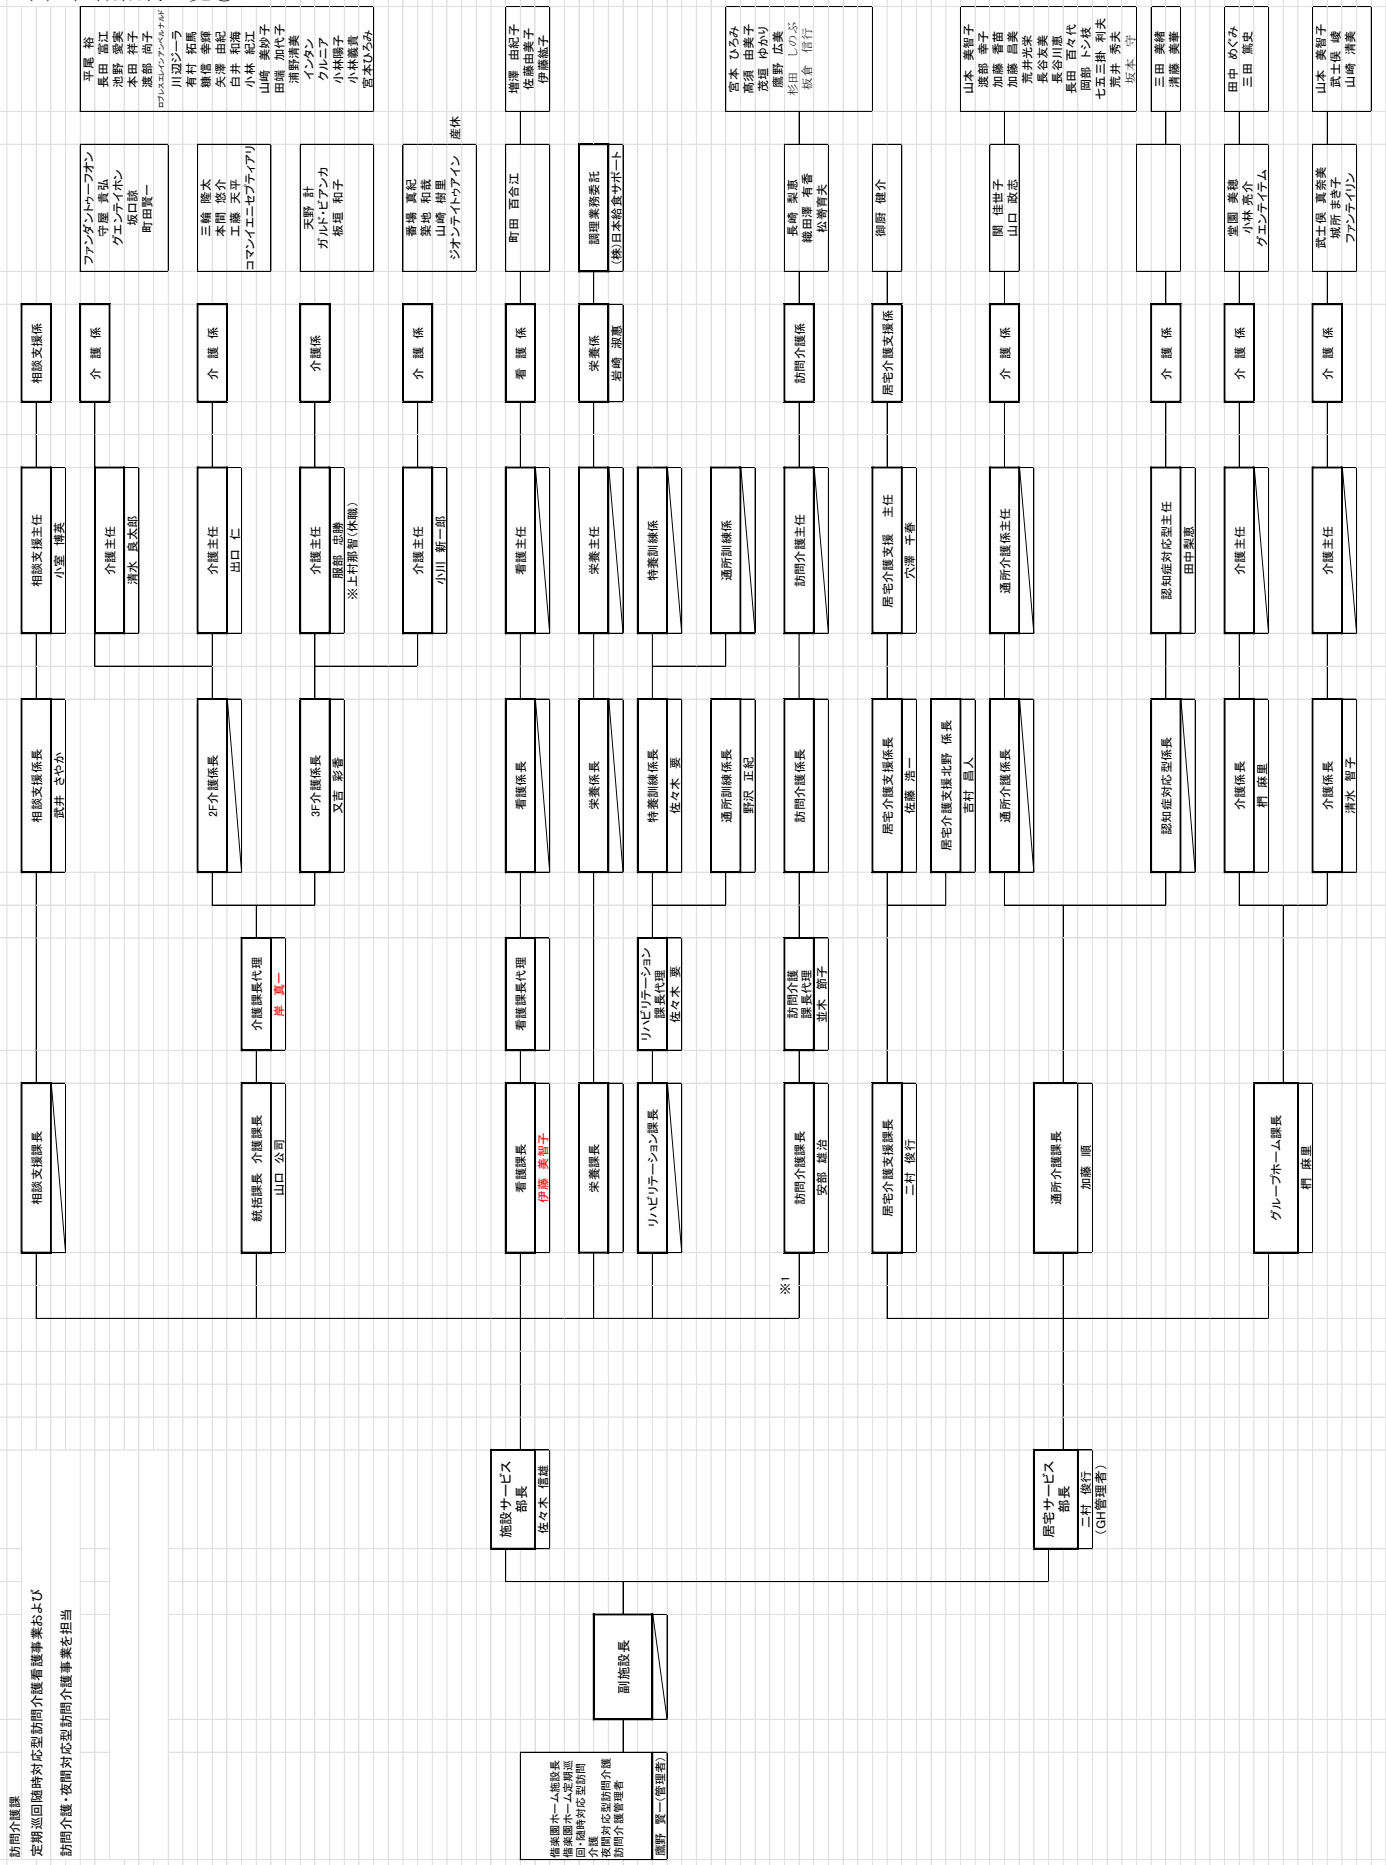 訪問介護課
定期巡回随時対応型訪問介護看護事業および
訪問介護・夜間対応型訪問介護事業を担当
偕楽園ホーム施設長
偕楽園ホーム定期巡
回・随時対応型訪問
介護
夜間対応型訪問介護
訪問介護管理者
鷹野 賢一(管理者)
副施設長
施設サービス
部長
佐々木 信雄
居宅サービス
部長
二村 俊行
(GH管理者)
相談支援課長
統括課長 介護課長
山口 公司
看護課長
伊藤 美智子
栄養課長
リハビリテーション課長
※1
訪問介護課長
安部 雄治
居宅介護支援課長
二村 俊行
通所介護課長
加藤 順
グループホーム課長
椚 麻里
介護課長代理
岸 真一
看護課長代理
リハビリテーション
課長代理
佐々木 要
訪問介護
課長代理
並木 節子
相談支援係長
武井 さやか
2F介護係長
3F介護係長
又吉 彩香
看護係長
栄養係長
特養訓練係長
佐々木 要
通所訓練係長
野沢 正紀
訪問介護係長
居宅介護支援係長
佐藤 浩一
居宅介護支援北野 係長
吉村 昌人
通所介護係長
認知症対応型係長
介護係長
椚 麻里
介護係長
清水 智子
相談支援主任
小室 博英
介護主任
清水 良太郎
介護主任
出口 仁
介護主任
服部 忠勝
※上村那智(休職)
介護主任
小川 新一郎
看護主任
栄養主任
特養訓練係
通所訓練係
訪問介護主任
居宅介護支援 主任
穴澤 千春
通所介護係主任
認知症対応型主任
田中梨恵
介護主任
介護主任
相談支援係
介 護 係
介 護 係
介護係
介 護 係
看 護 係
栄養係
岩崎 淑恵
訪問介護係
居宅介護支援係
介 護 係
介 護 係
介 護 係
介 護 係
ファンダントゥーフオン
守屋 貴弘
グエンテイホン
坂口諒
町田賢一
三輪 隆太
本間 悠介
工藤 天平
コマンイエニセプティアリ
天野 計
ガルド・ビアンカ
板垣 和子
番場 真紀
築地 和哉
山崎 樹里
ジオンテイトゥアイン
産休
町田 百合江
調理業務委託
(株)日本給食サポート
長崎 梨恵
織田澤 有香
松嵜育夫
御厨 健介
関 佳世子
山口 政志
堂園 美穂
小林 亮介
グエンテイテム
武士俣 真奈美
城所 まき子
ファンテイリン
平尾 裕
長田 富江
池野 愛実
本田 祥子
渡部 尚子
川辺ジーラ
有村 拓馬
糠信 幸輝
矢澤 由紀
白井 和海
小林 紀江
山崎 美妙子
田端 加代子
浦野清美
インタン
クルニア
小林陽子
小林義貴
宮本ひろみ
増澤 由紀子
佐藤由美子
伊藤紘子
宮本 ひろみ
高須 由美子
茂垣 ゆかり
鷹野 広美
杉田 しのぶ
板倉 信行
山本 美智子
渡部 幸子
加藤 香苗
加藤 昌美
荒井光栄
長谷友美
長谷川恵
長田 百々代
岡部 トシ枝
七五三掛 利夫
荒井 秀夫
坂本 守
三田 美緒
清藤 美華
田中 めぐみ
三田 篤史
山本 美智子
武士俣 崚
山崎 清美